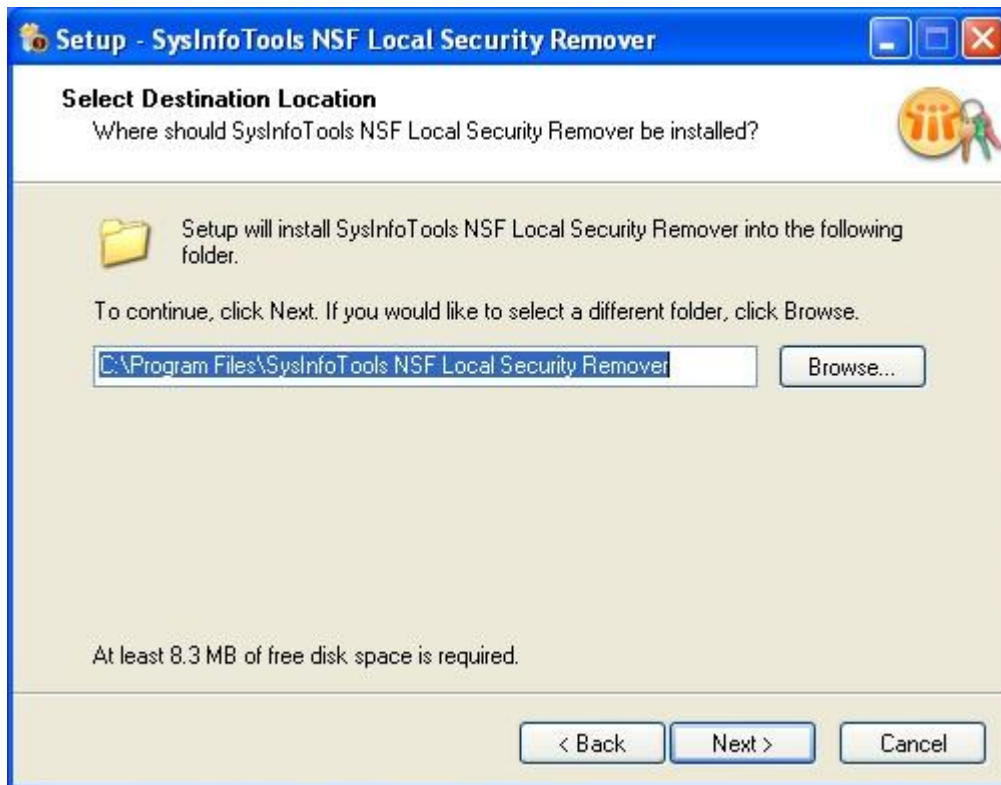 Setup - SysInfoTools NSF Local Security Remover
Select Destination Location
Where should SysInfoTools NSF Local Security Remover be installed?
Setup will install SysInfoTools NSF Local Security Remover into the following
folder.
To continue, click Next. If you would like to select a different folder, click Browse.
C:\Program Files\SysInfoTools NSF Local Security Remover
Browse...
At least 8.3 MB of free disk space is required.
< Back
Next >
Cancel